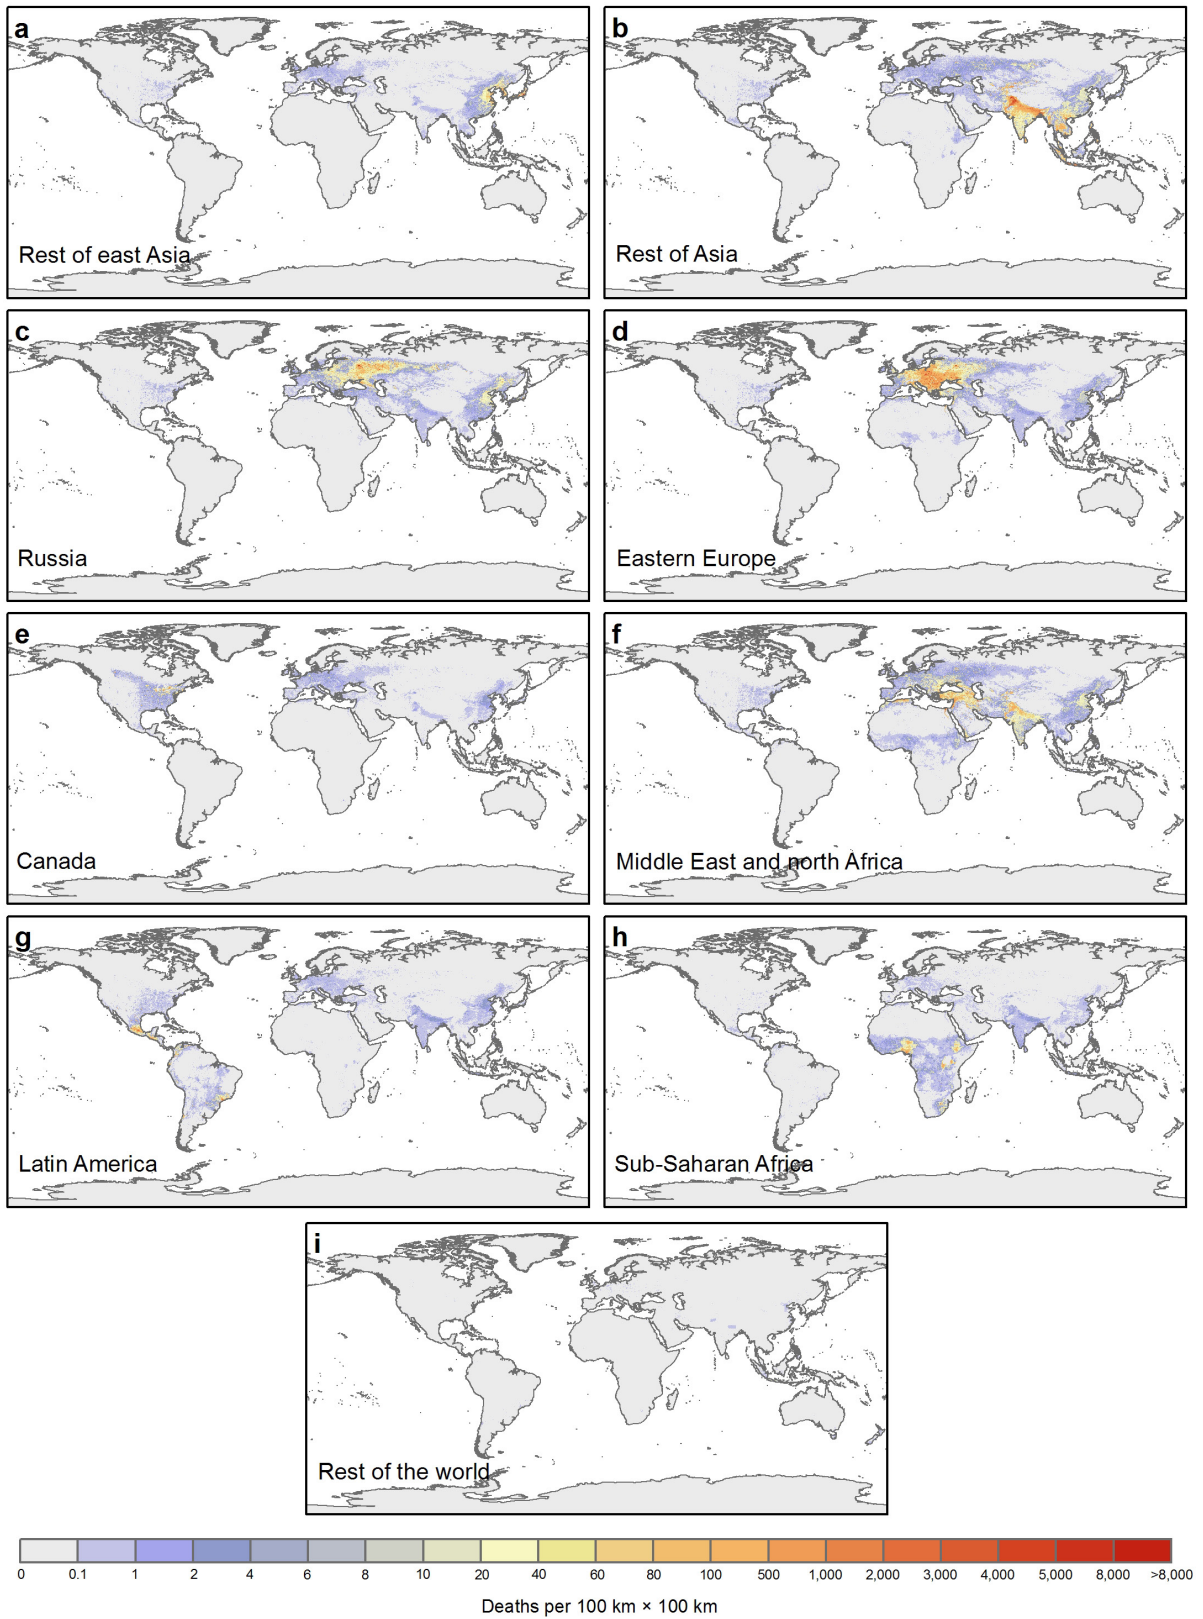 a
b
Rest of east Asia
Rest of Asia
c
d
Russia
Eastern Europe
e
f
Canada
Middle East and north Africa
g
h
Latin America
Sub-Saharan Africa
i
Rest of the world
0 0.1 1 2 4 6 8 10 20 40 60 80 100 500 1,000 2,000 3,000 4,000 5,000 8,000 >8,000
Deaths per 100 km × 100 km